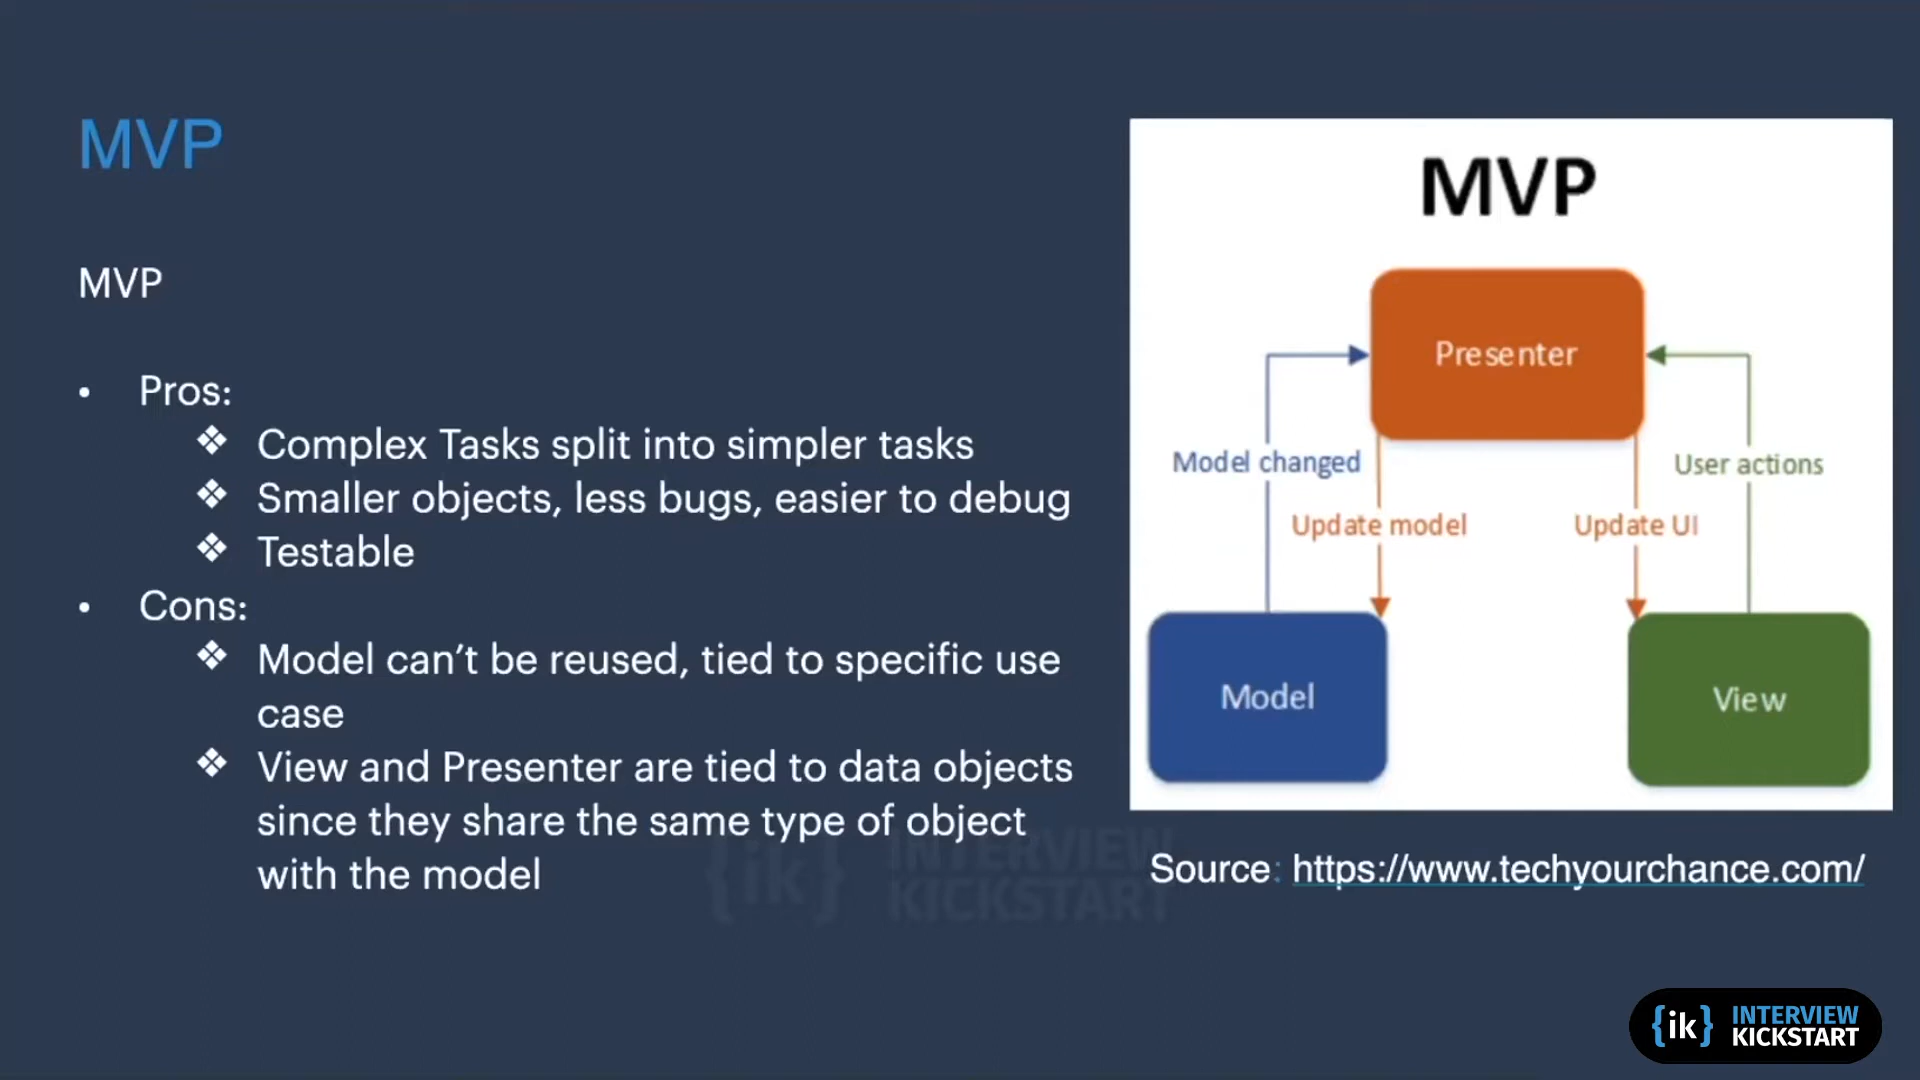 MVP
MVP
• Pros:
❖ Complex Tasks split into simpler tasks
❖ Smaller objects, less bugs, easier to debug
❖ Testable
• Cons:
❖ Model can’t be reused, tied to specific use
case
❖ View and Presenter are tied to data objects
since they share the same type of object
with the model
MVP
Presenter
Model changed
User actions
Update model
Update UI
Model
View
Source: https://www.techyourchance.com/
{ik} INTERVIEW
KICKSTART
{ik} INTERVIEW
KICKSTART